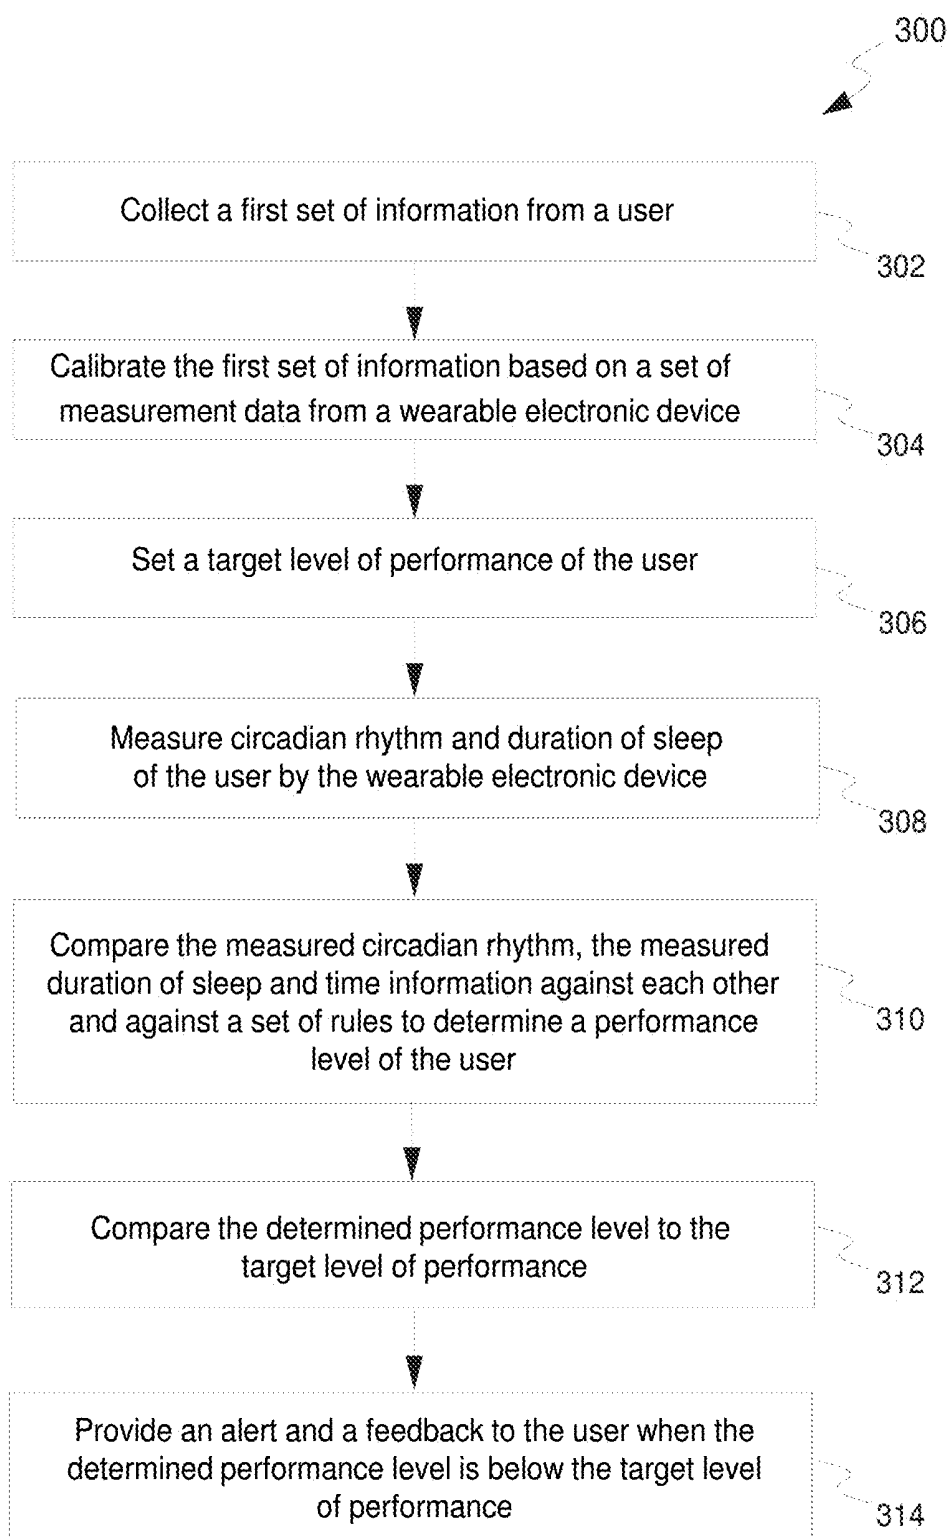 300
Collect a first set of information from a user
302
Calibrate the first set of information based on a set of
measurement data from a wearable electronic device
304
Set a target level of performance of the user
306
Measure circadian rhythm and duration of sleep
of the user by the wearable electronic device
308
Compare the measured circadian rhythm, the measured
duration of sleep and time information against each other
and against a set of rules to determine a performance
level of the user
310
Compare the determined performance level to the
target level of performance
312
Provide an alert and a feedback to the user when the
determined performance level is below the target level
of performance
314